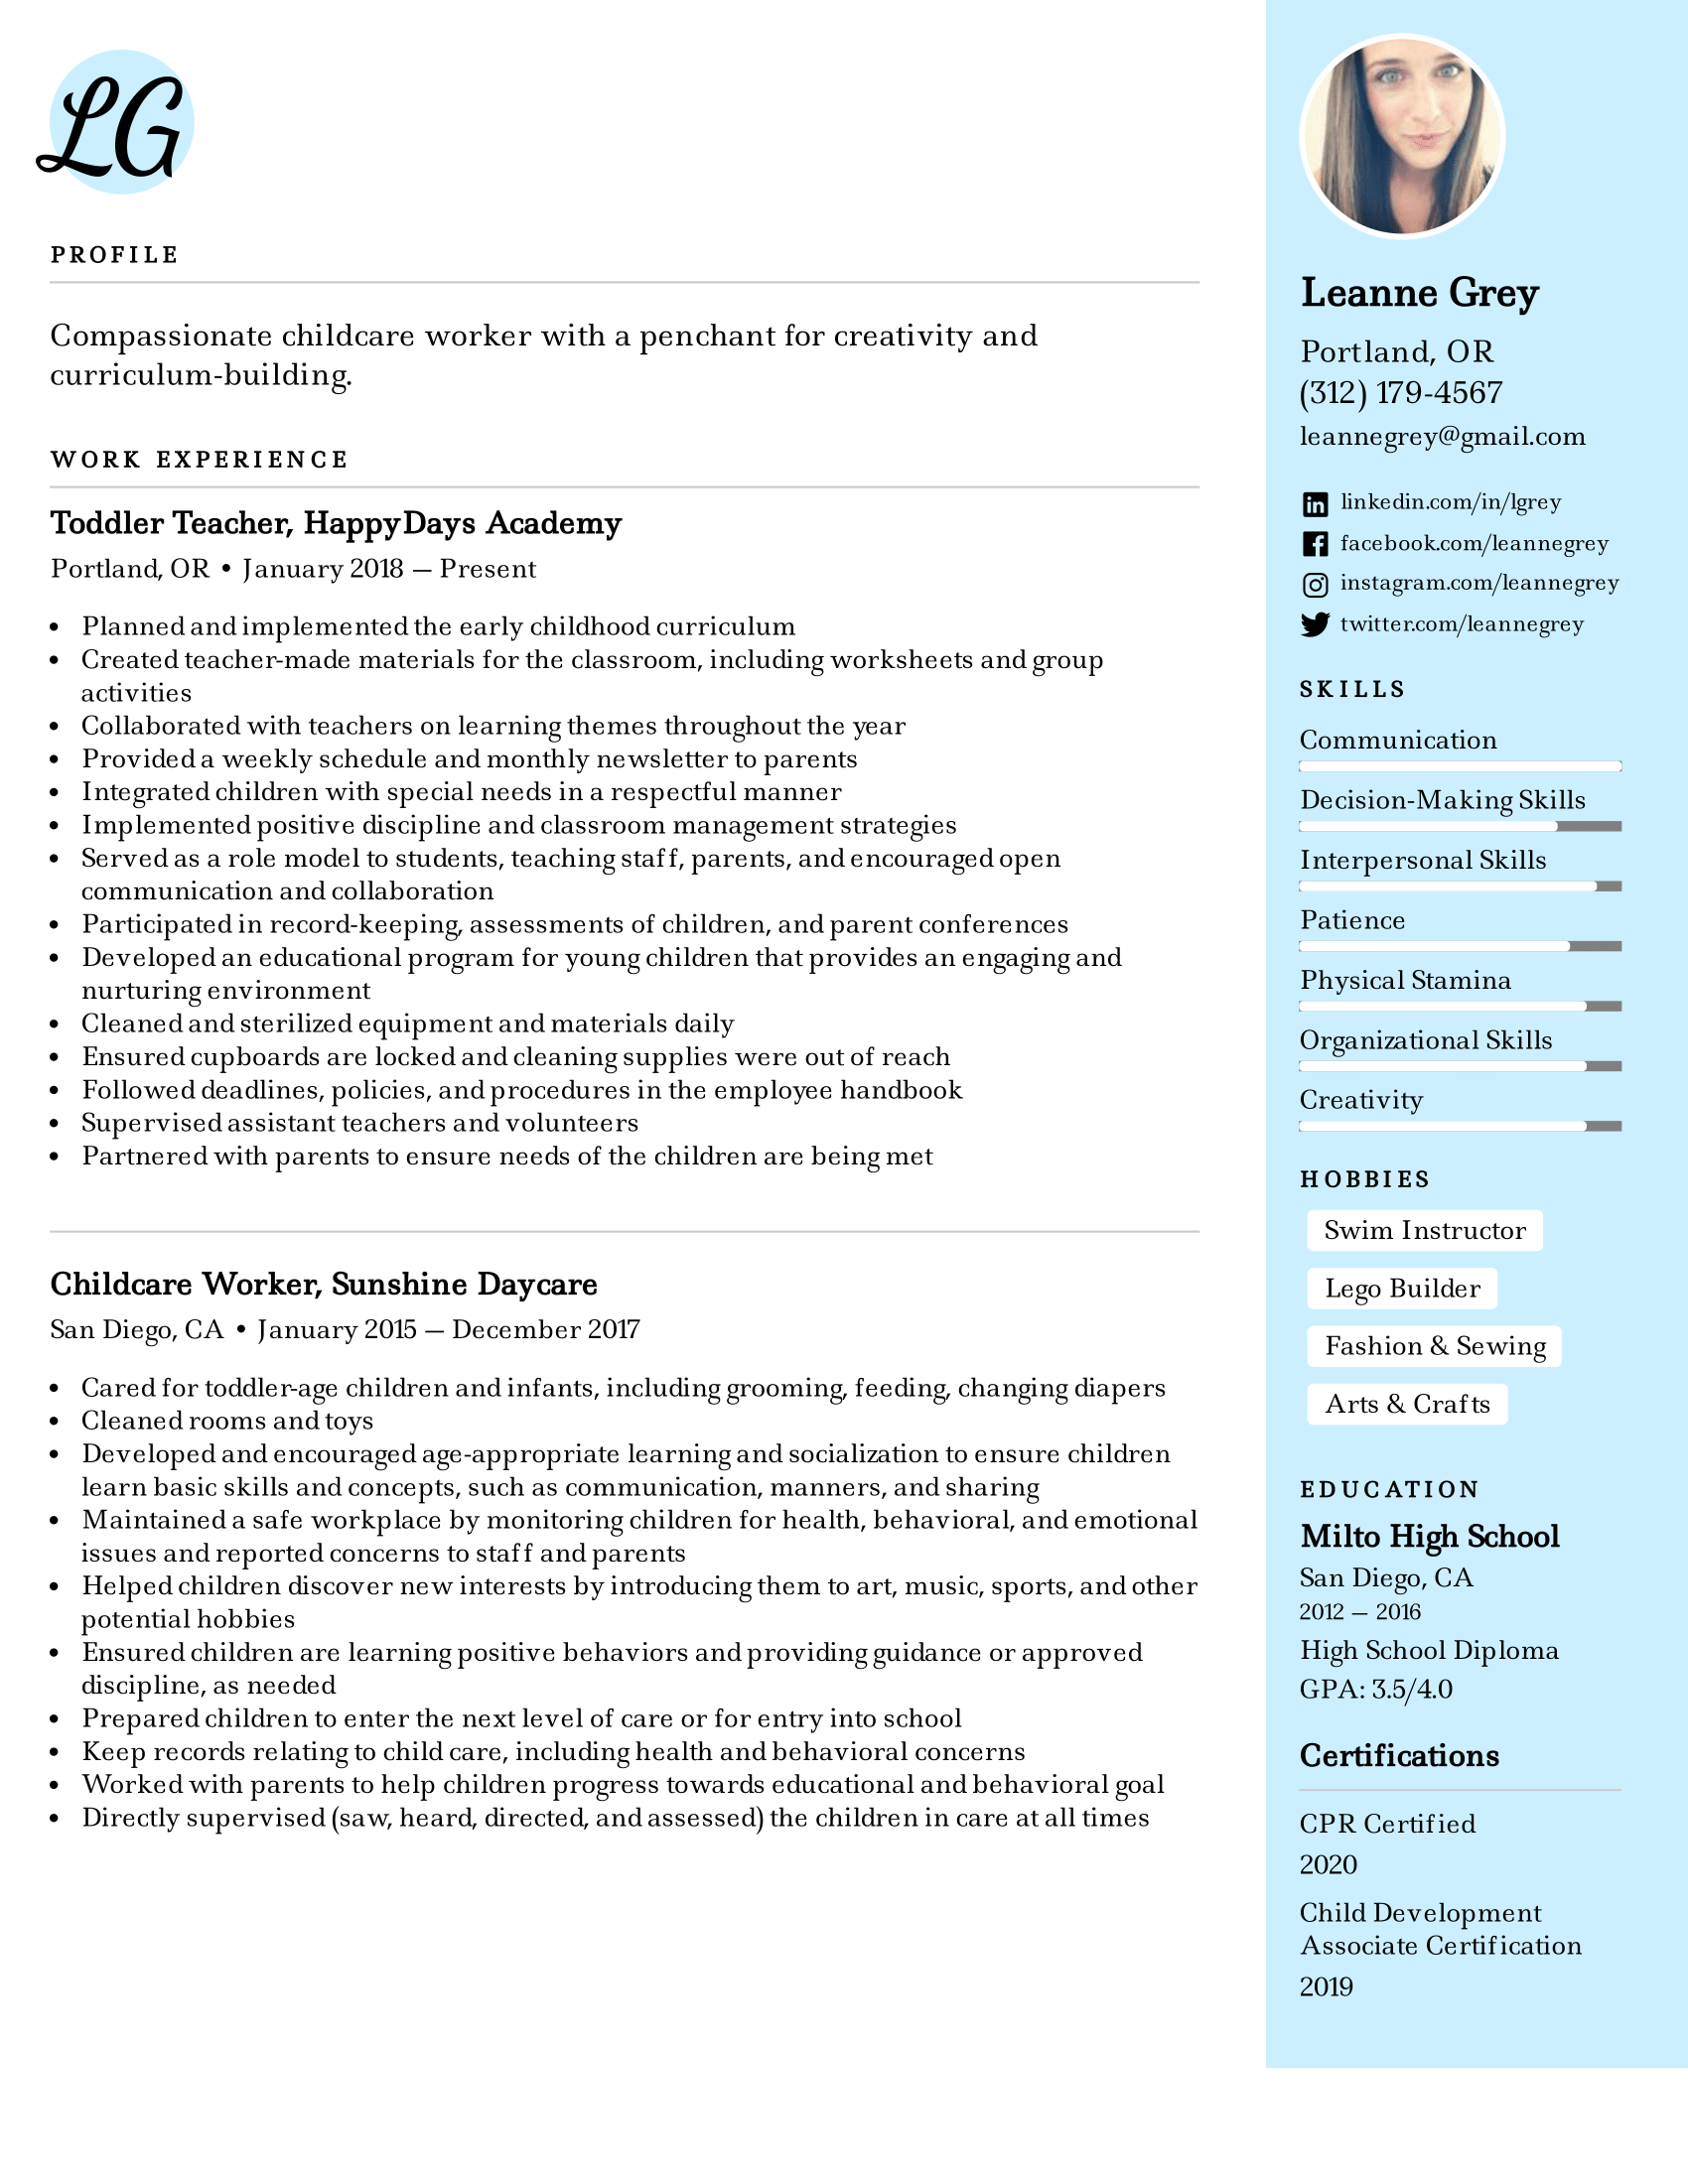 LG
PROFILE
Compassionate childcare worker with a penchant for creativity and
curriculum-building.
WORK EXPERIENCE
Toddler Teacher, HappyDays Academy
Portland, OR • January 2018 — Present
• Planned and implemented the early childhood curriculum
• Created teacher-made materials for the classroom, including worksheets and group
activities
• Collaborated with teachers on learning themes throughout the year
• Provided a weekly schedule and monthly newsletter to parents
• Integrated children with special needs in a respectful manner
• Implemented positive discipline and classroom management strategies
• Served as a role model to students, teaching staff, parents, and encouraged open
communication and collaboration
• Participated in record-keeping, assessments of children, and parent conferences
• Developed an educational program for young children that provides an engaging and
nurturing environment
• Cleaned and sterilized equipment and materials daily
• Ensured cupboards are locked and cleaning supplies were out of reach
• Followed deadlines, policies, and procedures in the employee handbook
• Supervised assistant teachers and volunteers
• Partnered with parents to ensure needs of the children are being met
Childcare Worker, Sunshine Daycare
San Diego, CA • January 2015 — December 2017
• Cared for toddler-age children and infants, including grooming, feeding, changing diapers
• Cleaned rooms and toys
• Developed and encouraged age-appropriate learning and socialization to ensure children
learn basic skills and concepts, such as communication, manners, and sharing
• Maintained a safe workplace by monitoring children for health, behavioral, and emotional
issues and reported concerns to staff and parents
• Helped children discover new interests by introducing them to art, music, sports, and other
potential hobbies
• Ensured children are learning positive behaviors and providing guidance or approved
discipline, as needed
• Prepared children to enter the next level of care or for entry into school
• Keep records relating to child care, including health and behavioral concerns
• Worked with parents to help children progress towards educational and behavioral goal
• Directly supervised (saw, heard, directed, and assessed) the children in care at all times
Leanne Grey
Portland, OR
(312) 179-4567
leannegrey@gmail.com
linkedin.com/in/lgrey
facebook.com/leannegrey
instagram.com/leannegrey
twitter.com/leannegrey
SKILLS
Communication
Decision-Making Skills
Interpersonal Skills
Patience
Physical Stamina
Organizational Skills
Creativity
HOBBIES
Swim Instructor
Lego Builder
Fashion & Sewing
Arts & Crafts
EDUCATION
Milto High School
San Diego, CA
2012 — 2016
High School Diploma
GPA: 3.5/4.0
Certifications
CPR Certified
2020
Child Development
Associate Certification
2019